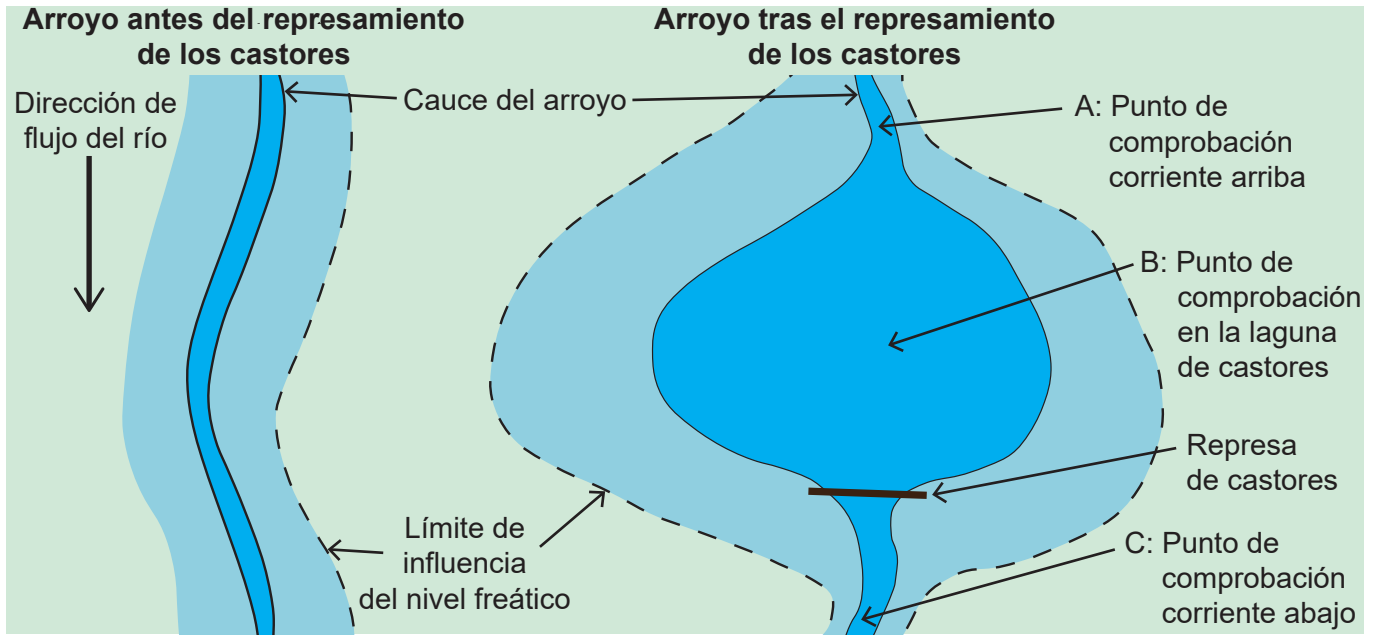 Arroyo antes del represamiento
de los castores
Arroyo tras el represamiento
de los castores
Dirección de
flujo del río
Cauce del arroyo
A: Punto de
comprobación
corriente arriba
B: Punto de
comprobación
en la laguna
de castores
Represa
de castores
Límite de
influencia
del nivel freático
C: Punto de
comprobación
corriente abajo